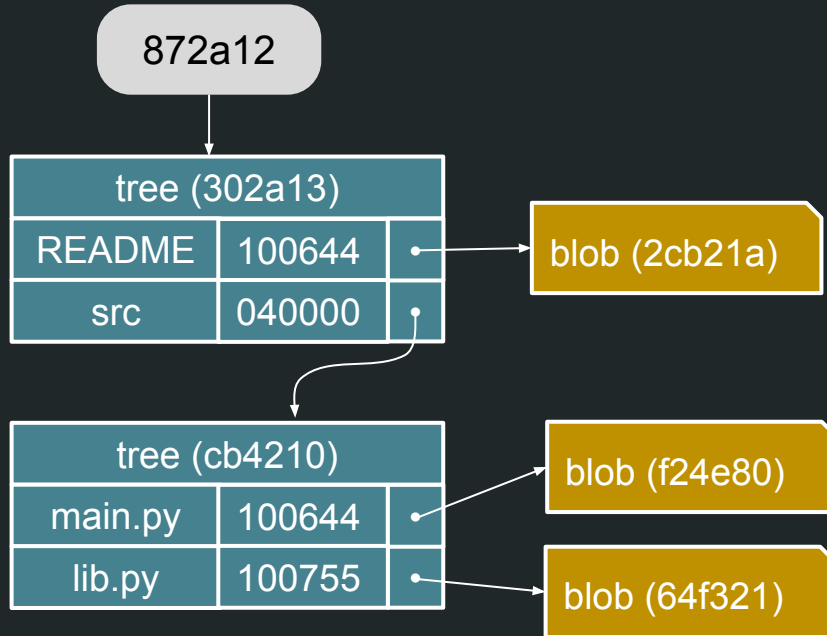 872a12
tree (302a13)
README 100644
blob (2cb21a)
src 040000
tree (cb4210)
main.py 100644
blob (f24e80)
lib.py 100755
blob (64f321)